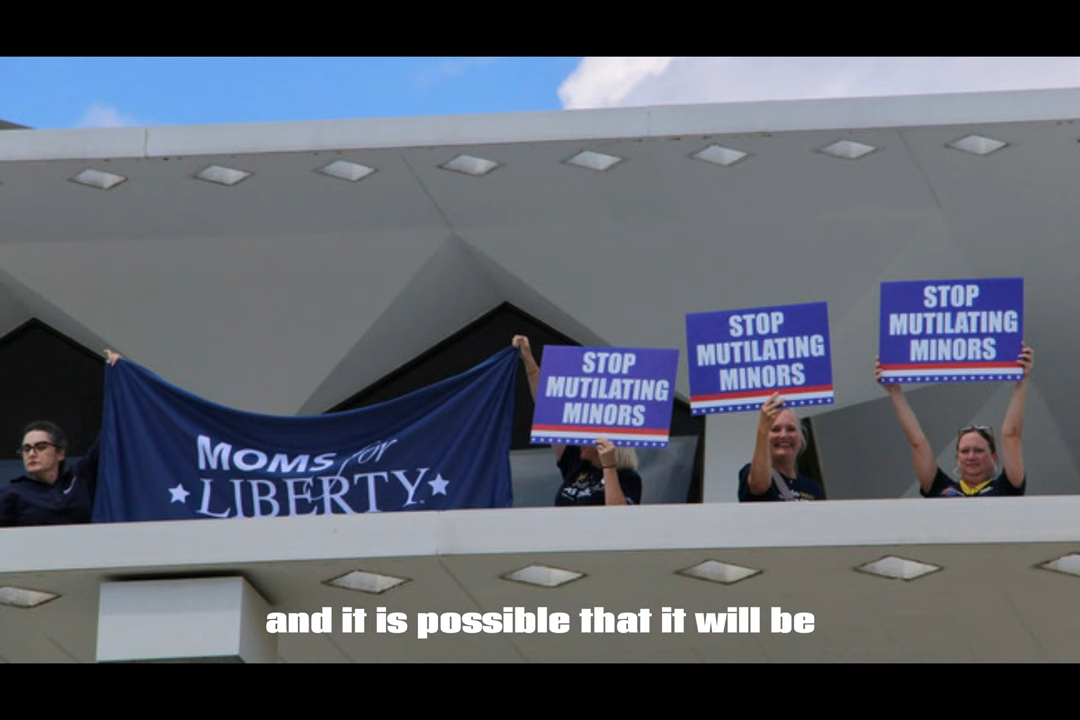 MOMS for
LIBERTY
STOP
MUTILATING
MINORS
STOP
MUTILATING
MINORS
STOP
MUTILATING
MINORS
and it is possible that it will be